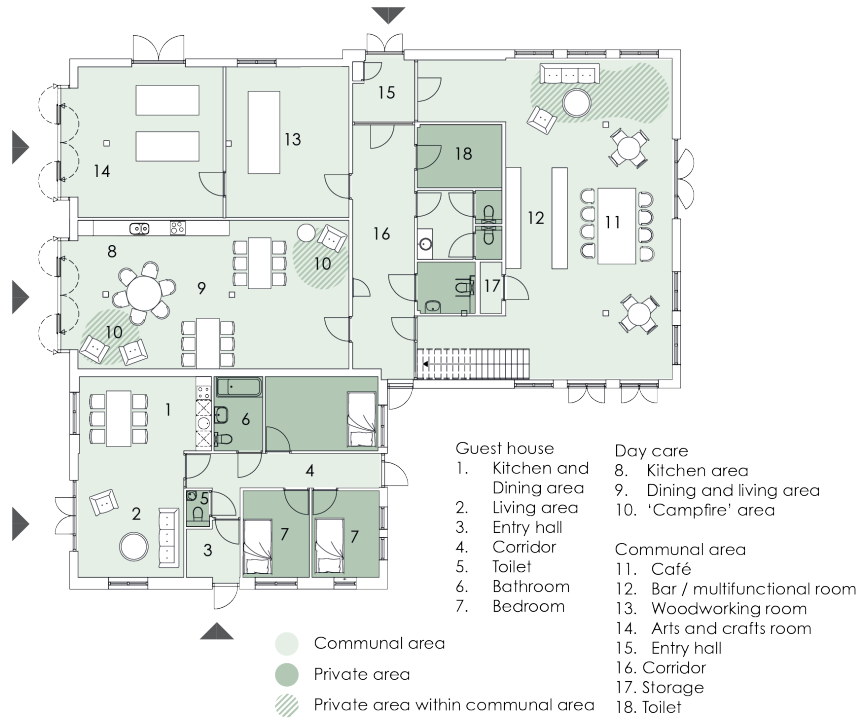 15
14
13
18
8
10
16
12
11
9
17
10
1
6
4
5
2
7
7
3
Guest house
1. Kitchen and
Dining area
2. Living area
3. Entry hall
4. Corridor
5. Toilet
6. Bathroom
7. Bedroom
Day care
8. Kitchen area
9. Dining and living area
10. ‘Campfire’ area
Communal area
11. Café
12. Bar / multifunctional room
13. Woodworking room
14. Arts and crafts room
15. Entry hall
16. Corridor
17. Storage
18. Toilet
Communal area
Private area
Private area within communal area